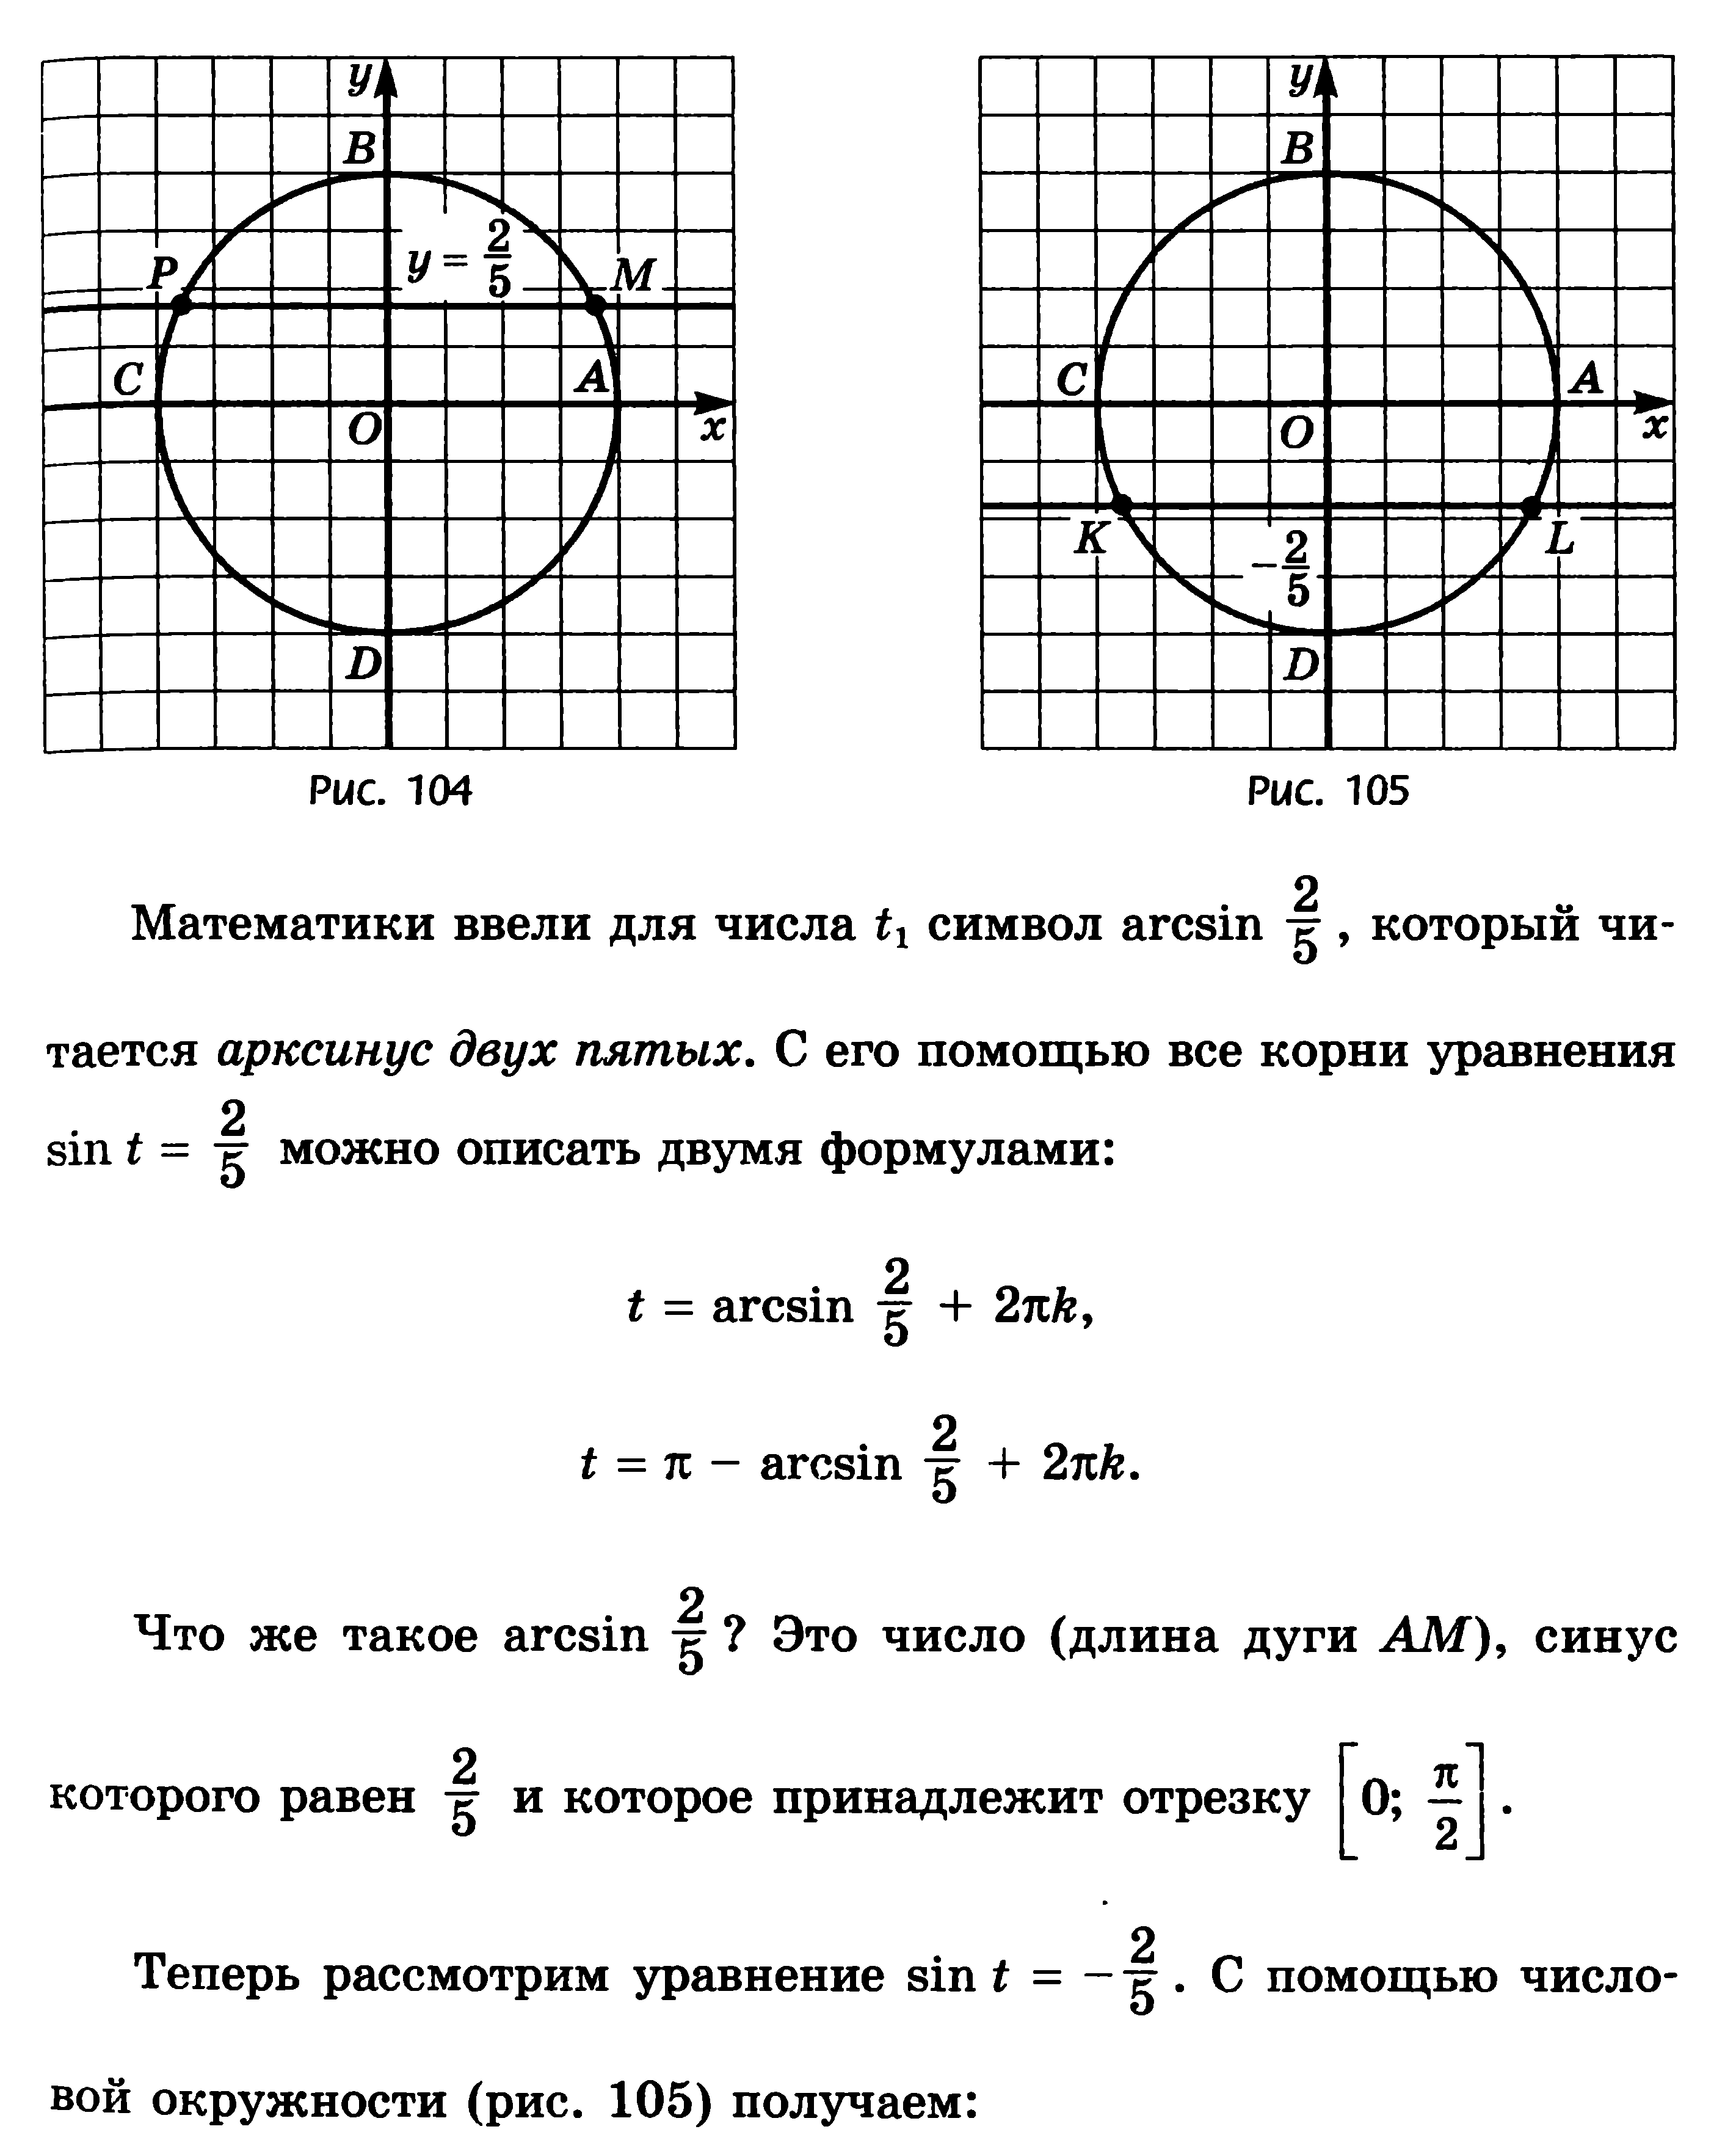 y
B
y = 2/5
P
M
C
A
O
x
D
Рис. 104
y
B
C
A
O
x
K
L
-2/5
D
Рис. 105
Математики ввели для числа t₁ символ arcsin 2/5, который чи-
тается арксинус двух пятых. С его помощью все корни уравнения
sin t = 2/5 можно описать двумя формулами:
t = arcsin 2/5 + 2πk,
t = π − arcsin 2/5 + 2πk.
Что же такое arcsin 2/5? Это число (длина дуги AM), синус
которого равен 2/5 и которое принадлежит отрезку [0; π/2].
Теперь рассмотрим уравнение sin t = −2/5. С помощью число-
вой окружности (рис. 105) получаем: